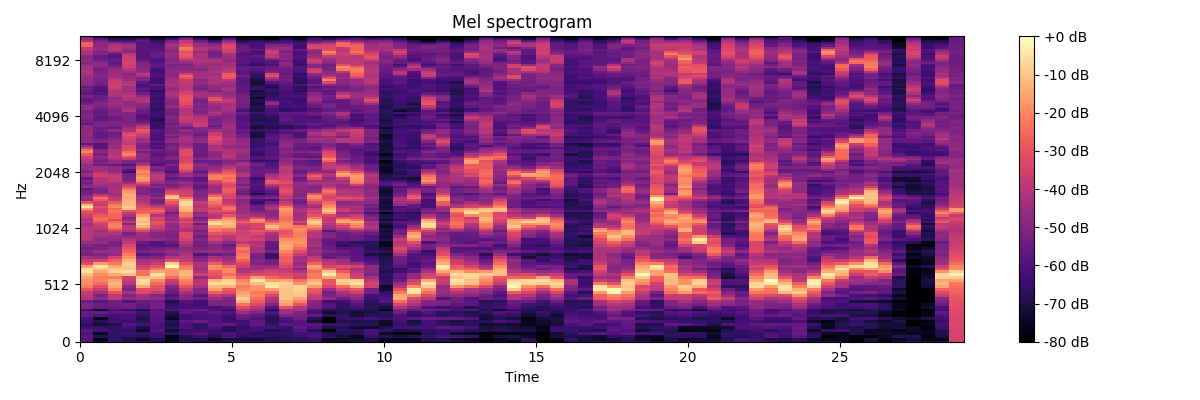 Mel spectrogram
+0 dB
8192
-10 dB
-20 dB
4096
-30 dB
Hz
2048
-40 dB
1024
-50 dB
-60 dB
512
-70 dB
0
-80 dB
0 5 10 15 20 25
Time